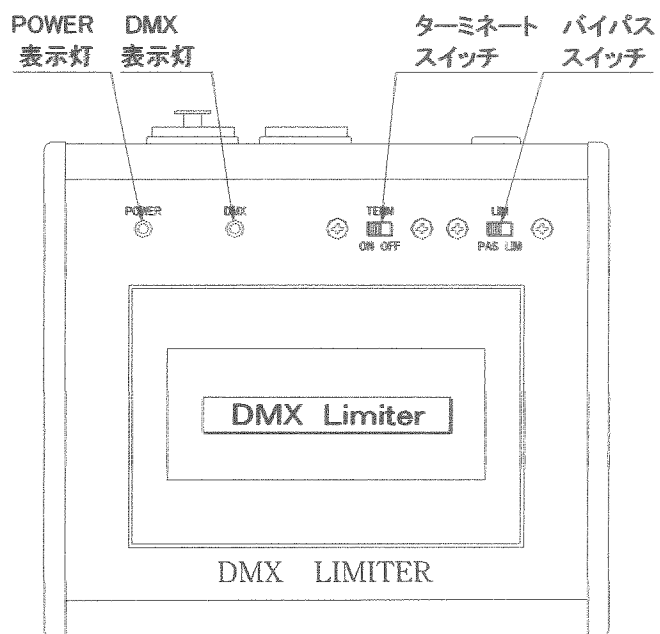 POWER
表示灯
DMX
表示灯
ターミネート
スイッチ
バイパス
スイッチ
POWER
DMX
TERM
LIM
ON OFF
PAS LIM
DMX Limiter
DMX LIMITER